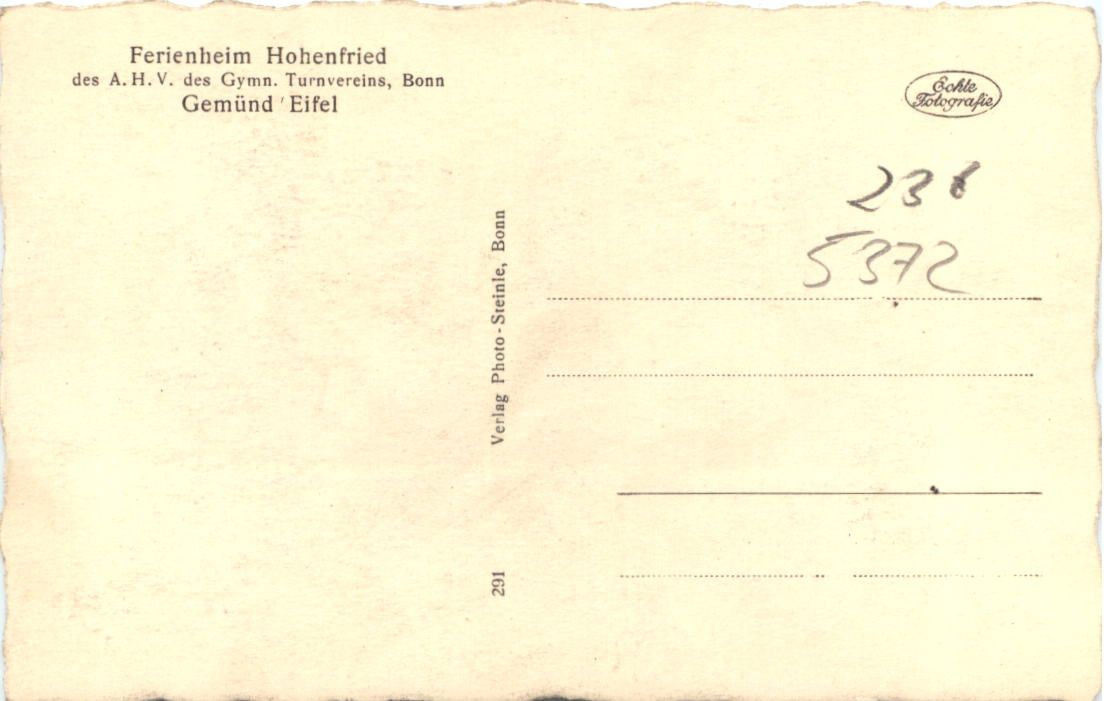 Ferienheim Hohenfried
des A. H. V. des Gymn. Turnvereins, Bonn
Gemünd / Eifel
Echte
Fotografie
23
5372
Verlag Photo-Steinle, Bonn
291